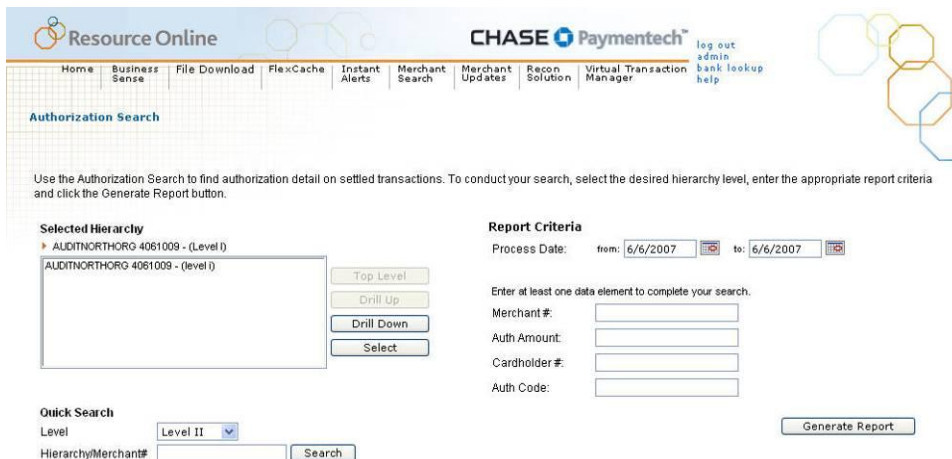 Resource Online
CHASE Paymentech™
log out
admin
bank lookup
help
Home
Business Sense
File Download
FlexCache
Instant Alerts
Merchant Search
Merchant Updates
Recon Solution
Virtual Transaction Manager
Authorization Search
Use the Authorization Search to find authorization detail on settled transactions. To conduct your search, select the desired hierarchy level, enter the appropriate report criteria
and click the Generate Report button.
Selected Hierarchy
AUDITNORTHORG 4061009 - (Level I)
AUDITNORTHORG 4061009 - (level i)
Top Level
Drill Up
Drill Down
Select
Quick Search
Level Level II
Hierarchy/Merchant# Search
Report Criteria
Process Date: from: 6/6/2007 to: 6/6/2007
Enter at least one data element to complete your search.
Merchant #:
Auth Amount:
Cardholder #:
Auth Code:
Generate Report